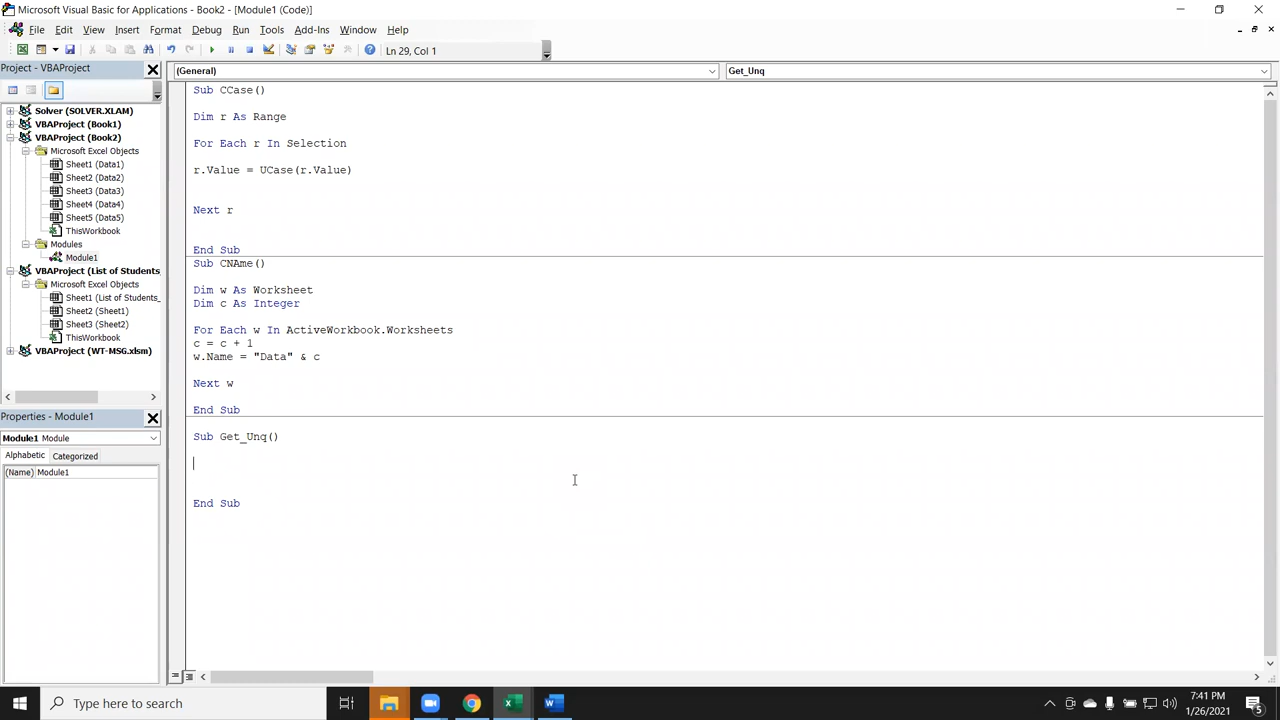 Microsoft Visual Basic for Applications - Book2 - [Module1 (Code)]
File Edit View Insert Format Debug Run Tools Add-Ins Window Help
Ln 29, Col 1
Project - VBAProject
(General)
Get_Unq
Solver (SOLVER.XLAM)
VBAProject (Book1)
VBAProject (Book2)
Microsoft Excel Objects
Sheet1 (Data1)
Sheet2 (Data2)
Sheet3 (Data3)
Sheet4 (Data4)
Sheet5 (Data5)
ThisWorkbook
Modules
Module1
VBAProject (List of Students_
Microsoft Excel Objects
Sheet1 (List of Students_
Sheet2 (Sheet1)
Sheet3 (Sheet2)
ThisWorkbook
VBAProject (WT-MSG.xlsm)
Properties - Module1
Module1 Module
Alphabetic Categorized
(Name) Module1
Sub CCase()
Dim r As Range
For Each r In Selection
r.Value = UCase(r.Value)
Next r
End Sub
Sub CNAme()
Dim w As Worksheet
Dim c As Integer
For Each w In ActiveWorkbook.Worksheets
c = c + 1
w.Name = "Data" & c
Next w
End Sub
Sub Get_Unq()
End Sub
Type here to search
7:41 PM
1/26/2021
5